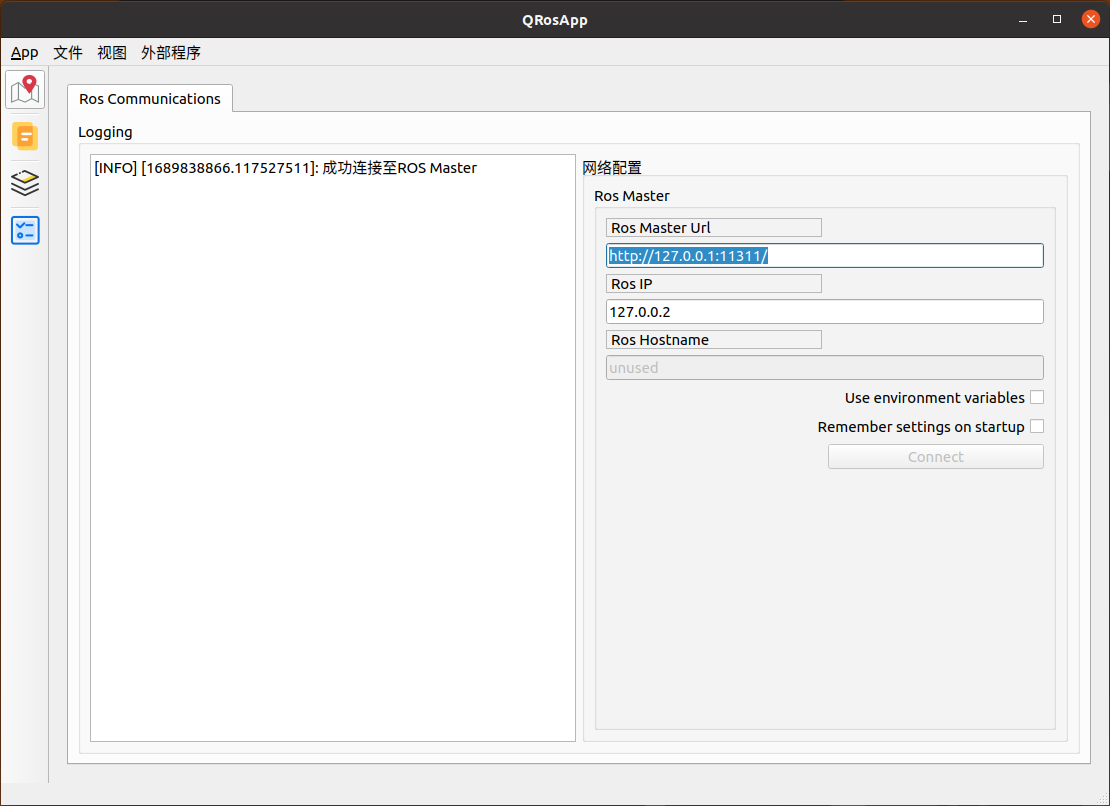 QRosApp
App 文件 视图 外部程序
Ros Communications
Logging
[INFO] [1689838866.117527511]: 成功连接至ROS Master
网络配置
Ros Master
Ros Master Url
http://127.0.0.1:11311/
Ros IP
127.0.0.2
Ros Hostname
unused
Use environment variables
Remember settings on startup
Connect